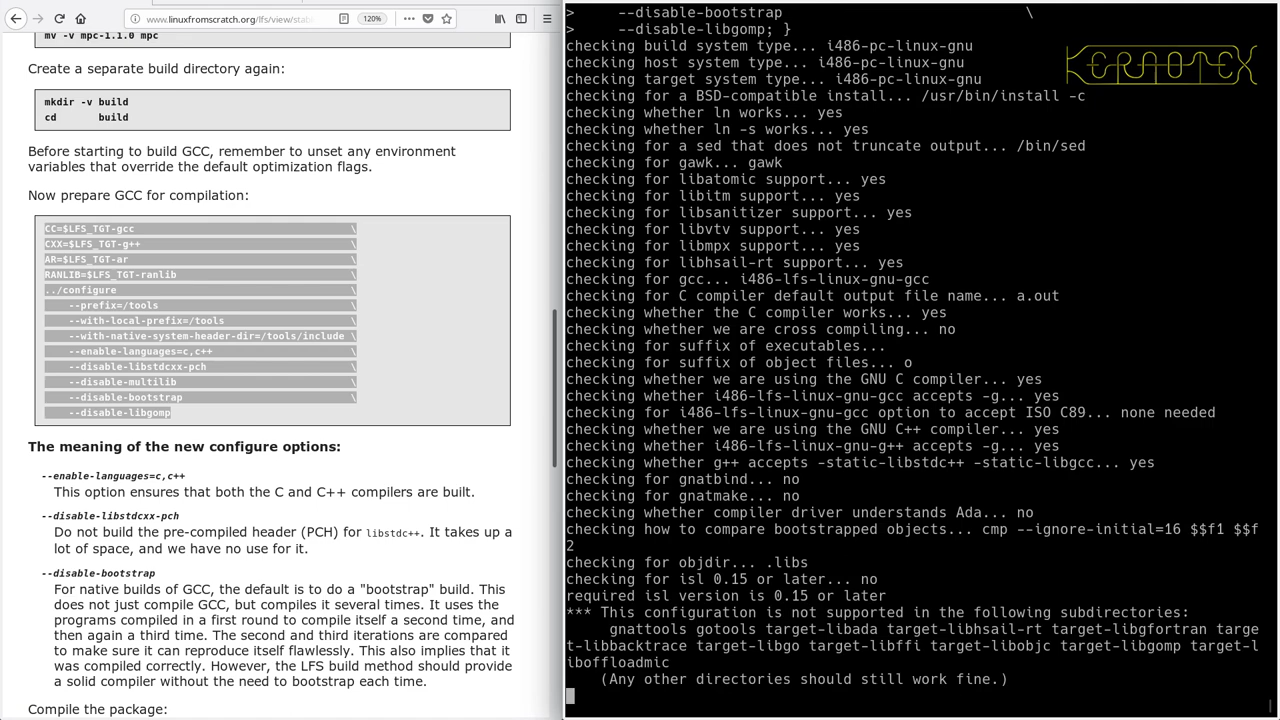 www.linuxfromscratch.org/lfs/view/stab
120%
mv -v mpc-1.1.0 mpc
Create a separate build directory again:
mkdir -v build
cd       build
Before starting to build GCC, remember to unset any environment
variables that override the default optimization flags.
Now prepare GCC for compilation:
CC=$LFS_TGT-gcc                                    \
CXX=$LFS_TGT-g++                                   \
AR=$LFS_TGT-ar                                     \
RANLIB=$LFS_TGT-ranlib                             \
../configure                                       \
    --prefix=/tools                                \
    --with-local-prefix=/tools                     \
    --with-native-system-header-dir=/tools/include \
    --enable-languages=c,c++                       \
    --disable-libstdcxx-pch                        \
    --disable-multilib                             \
    --disable-bootstrap                            \
    --disable-libgomp
The meaning of the new configure options:
--enable-languages=c,c++
This option ensures that both the C and C++ compilers are built.
--disable-libstdcxx-pch
Do not build the pre-compiled header (PCH) for libstdc++. It takes up a
lot of space, and we have no use for it.
--disable-bootstrap
For native builds of GCC, the default is to do a "bootstrap" build. This
does not just compile GCC, but compiles it several times. It uses the
programs compiled in a first round to compile itself a second time, and
then again a third time. The second and third iterations are compared
to make sure it can reproduce itself flawlessly. This also implies that it
was compiled correctly. However, the LFS build method should provide
a solid compiler without the need to bootstrap each time.
Compile the package:
>     --disable-bootstrap                            \
>     --disable-libgomp; }
checking build system type... i486-pc-linux-gnu
checking host system type... i486-pc-linux-gnu
checking target system type... i486-pc-linux-gnu
checking for a BSD-compatible install... /usr/bin/install -c
checking whether ln works... yes
checking whether ln -s works... yes
checking for a sed that does not truncate output... /bin/sed
checking for gawk... gawk
checking for libatomic support... yes
checking for libitm support... yes
checking for libsanitizer support... yes
checking for libvtv support... yes
checking for libmpx support... yes
checking for libhsail-rt support... yes
checking for gcc... i486-lfs-linux-gnu-gcc
checking for C compiler default output file name... a.out
checking whether the C compiler works... yes
checking whether we are cross compiling... no
checking for suffix of executables...
checking for suffix of object files... o
checking whether we are using the GNU C compiler... yes
checking whether i486-lfs-linux-gnu-gcc accepts -g... yes
checking for i486-lfs-linux-gnu-gcc option to accept ISO C89... none needed
checking whether we are using the GNU C++ compiler... yes
checking whether i486-lfs-linux-gnu-g++ accepts -g... yes
checking whether g++ accepts -static-libstdc++ -static-libgcc... yes
checking for gnatbind... no
checking for gnatmake... no
checking whether compiler driver understands Ada... no
checking how to compare bootstrapped objects... cmp --ignore-initial=16 $$f1 $$f
2
checking for objdir... .libs
checking for isl 0.15 or later... no
required isl version is 0.15 or later
*** This configuration is not supported in the following subdirectories:
     gnattools gotools target-libada target-libhsail-rt target-libgfortran targe
t-libbacktrace target-libgo target-libffi target-libobjc target-libgomp target-l
iboffloadmic
    (Any other directories should still work fine.)